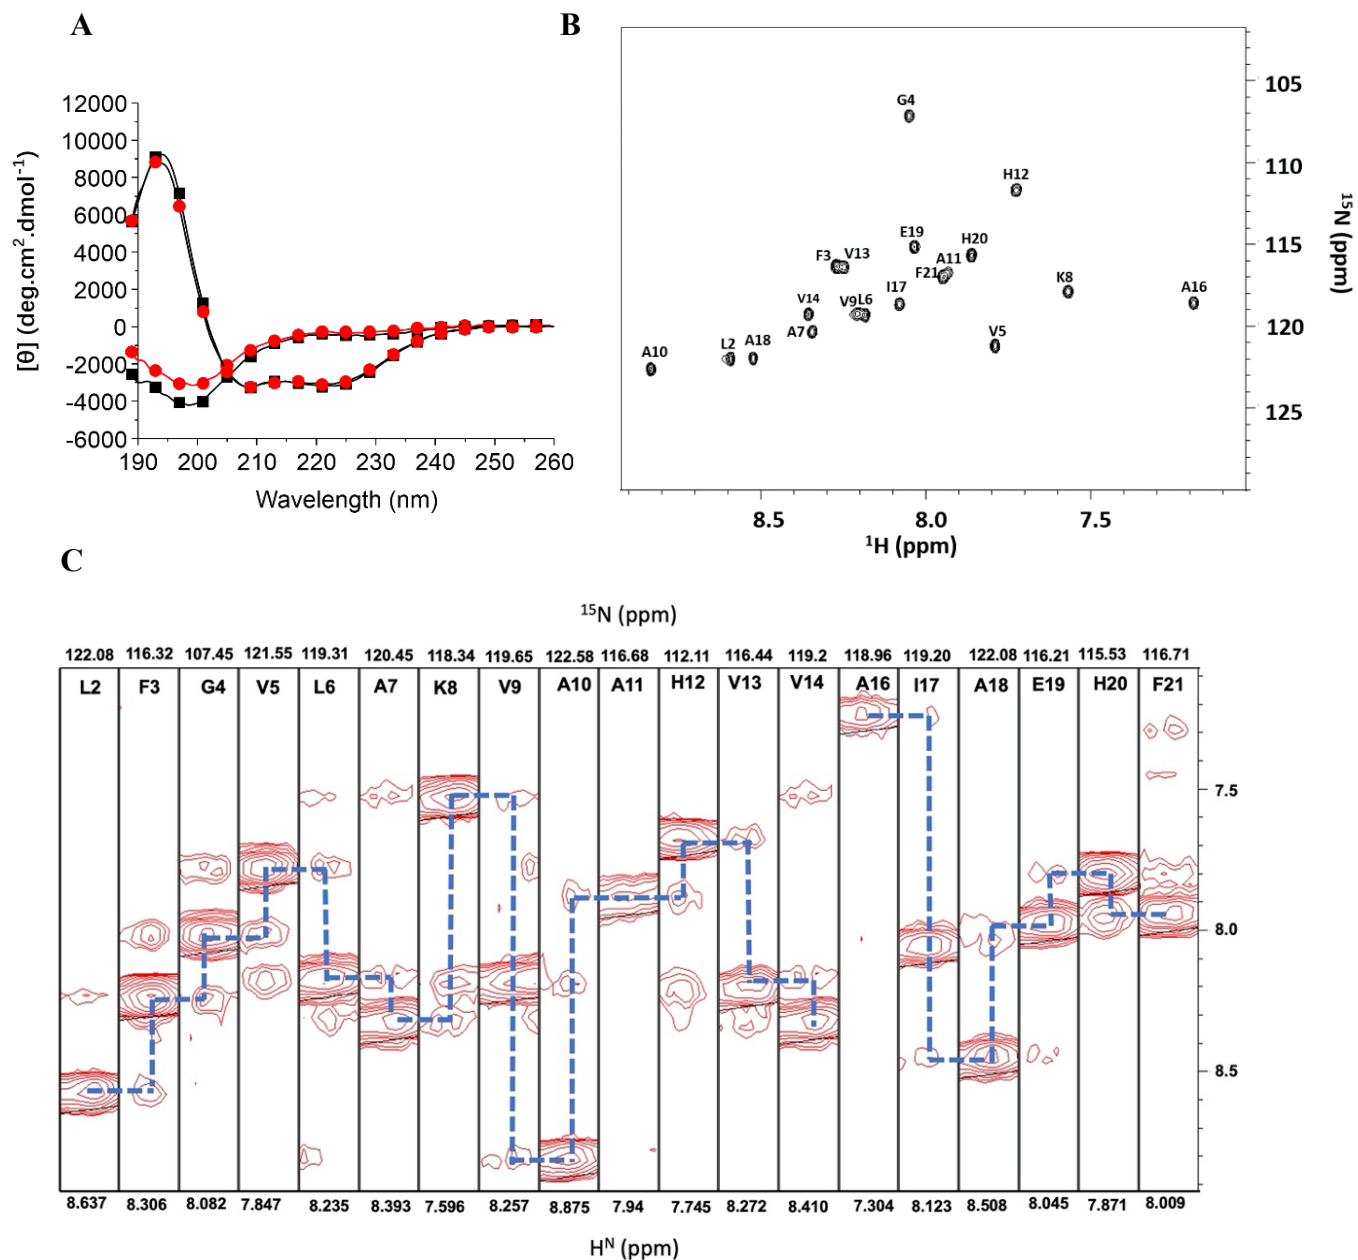 A
B
12000
10000
8000
6000
4000
2000
0
-2000
-4000
-6000
190 200 210 220 230 240 250 260
Wavelength (nm)
[θ] (deg.cm².dmol⁻¹)
G4
H12
E19
H20
F3 V13
A11
F21
I17
K8
A16
V14
V9 L6
A7
V5
L2 A18
A10
105
110
115
120
125
¹⁵N (ppm)
8.5 8.0 7.5
¹H (ppm)
C
¹⁵N (ppm)
122.08 116.32 107.45 121.55 119.31 120.45 118.34 119.65 122.58 116.68 112.11 116.44 119.2 118.96 119.20 122.08 116.21 115.53 116.71
L2 F3 G4 V5 L6 A7 K8 V9 A10 A11 H12 V13 V14 A16 I17 A18 E19 H20 F21
7.5
8.0
8.5
8.637 8.306 8.082 7.847 8.235 8.393 7.596 8.257 8.875 7.94 7.745 8.272 8.410 7.304 8.123 8.508 8.045 7.871 8.009
Hᴺ (ppm)